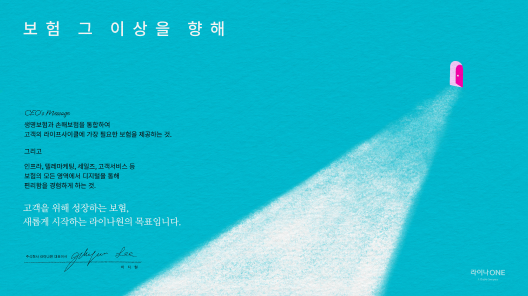 보험 그 이상을 향해
CEO's Message
생명보험과 손해보험을 통합하여
고객의 라이프사이클에 가장 필요한 보험을 제공하는 것.
그리고
인프라, 텔레마케팅, 세일즈, 고객서비스 등
보험의 모든 영역에서 디지털을 통해
편리함을 경험하게 하는 것.
고객을 위해 성장하는 보험,
새롭게 시작하는 라이나원의 목표입니다.
라이나ONE